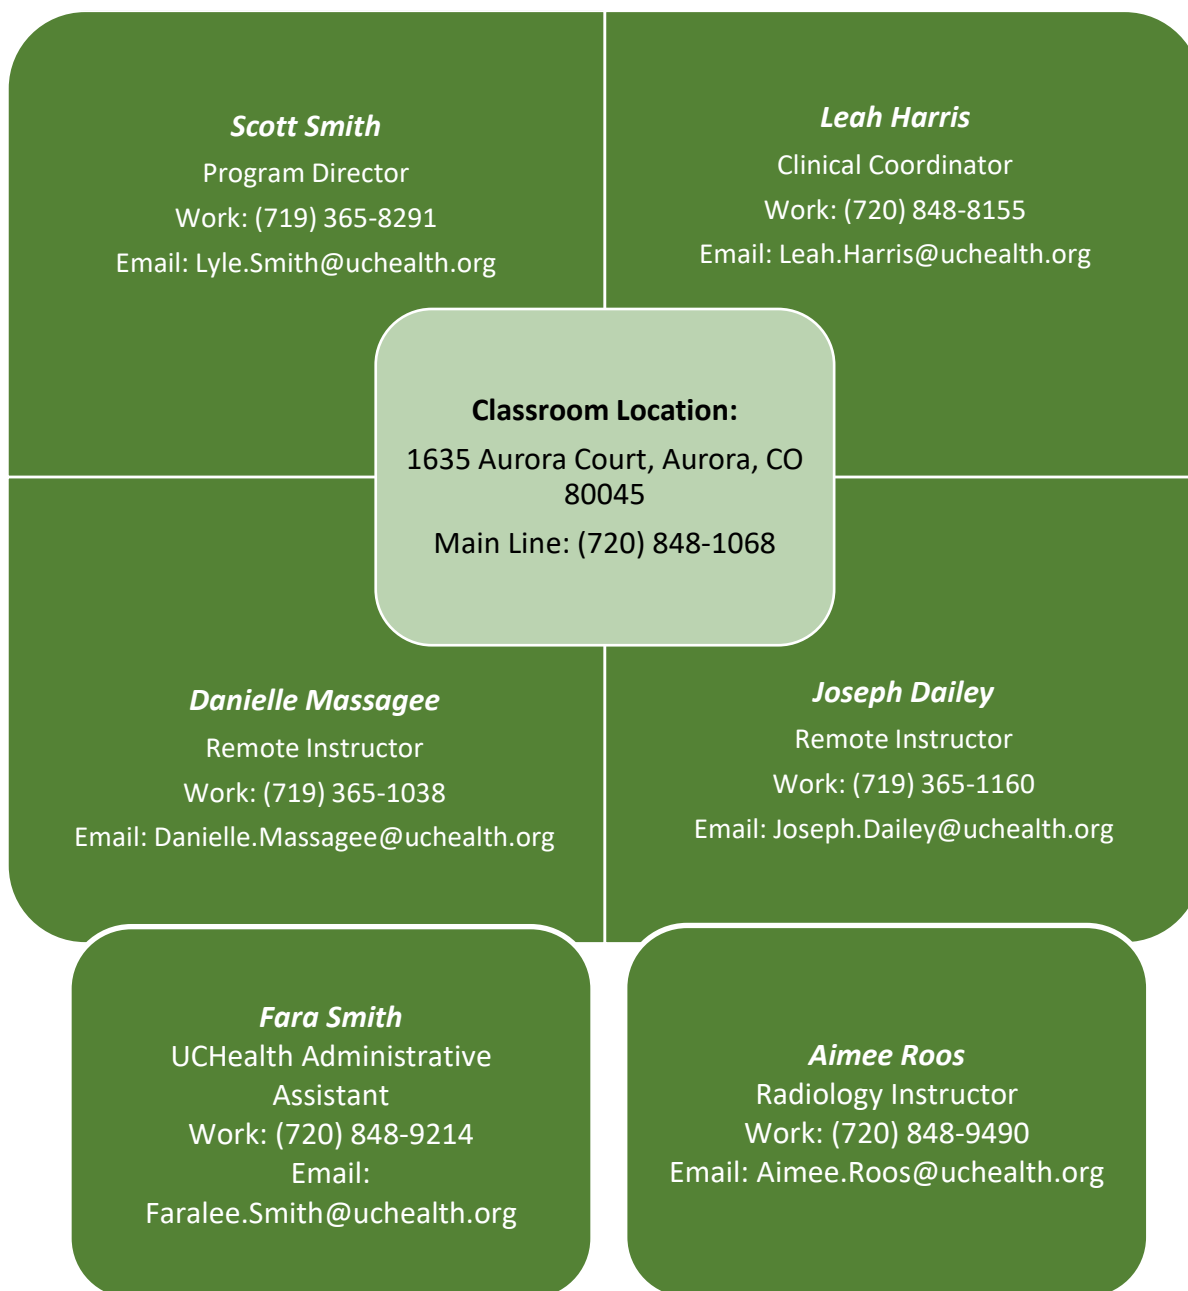 Scott Smith
Program Director
Work: (719) 365-8291
Email: Lyle.Smith@uchealth.org
Leah Harris
Clinical Coordinator
Work: (720) 848-8155
Email: Leah.Harris@uchealth.org
Classroom Location:
1635 Aurora Court, Aurora, CO
80045
Main Line: (720) 848-1068
Danielle Massagee
Remote Instructor
Work: (719) 365-1038
Email: Danielle.Massagee@uchealth.org
Joseph Dailey
Remote Instructor
Work: (719) 365-1160
Email: Joseph.Dailey@uchealth.org
Fara Smith
UCHealth Administrative
Assistant
Work: (720) 848-9214
Email:
Faralee.Smith@uchealth.org
Aimee Roos
Radiology Instructor
Work: (720) 848-9490
Email: Aimee.Roos@uchealth.org